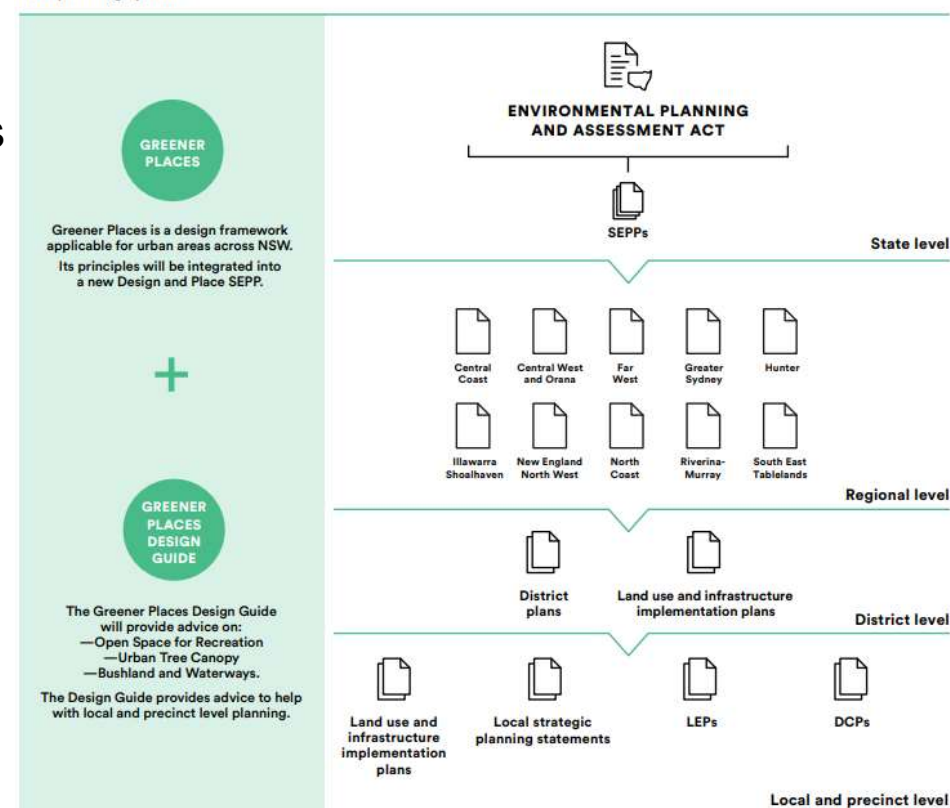 S
GREENER
PLACES
Greener Places is a design framework
applicable for urban areas across NSW.
Its principles will be integrated into
a new Design and Place SEPP.
+
GREENER
PLACES
DESIGN
GUIDE
The Greener Places Design Guide
will provide advice on:
—Open Space for Recreation
—Urban Tree Canopy
—Bushland and Waterways.
The Design Guide provides advice to help
with local and precinct level planning.
ENVIRONMENTAL PLANNING
AND ASSESSMENT ACT
SEPPs
State level
Central
Coast
Central West
and Orana
Far
West
Greater
Sydney
Hunter
Illawarra
Shoalhaven
New England
North West
North
Coast
Riverina-
Murray
South East
Tablelands
Regional level
District
plans
Land use and infrastructure
implementation plans
District level
Land use and
infrastructure
implementation
plans
Local strategic
planning statements
LEPs
DCPs
Local and precinct level